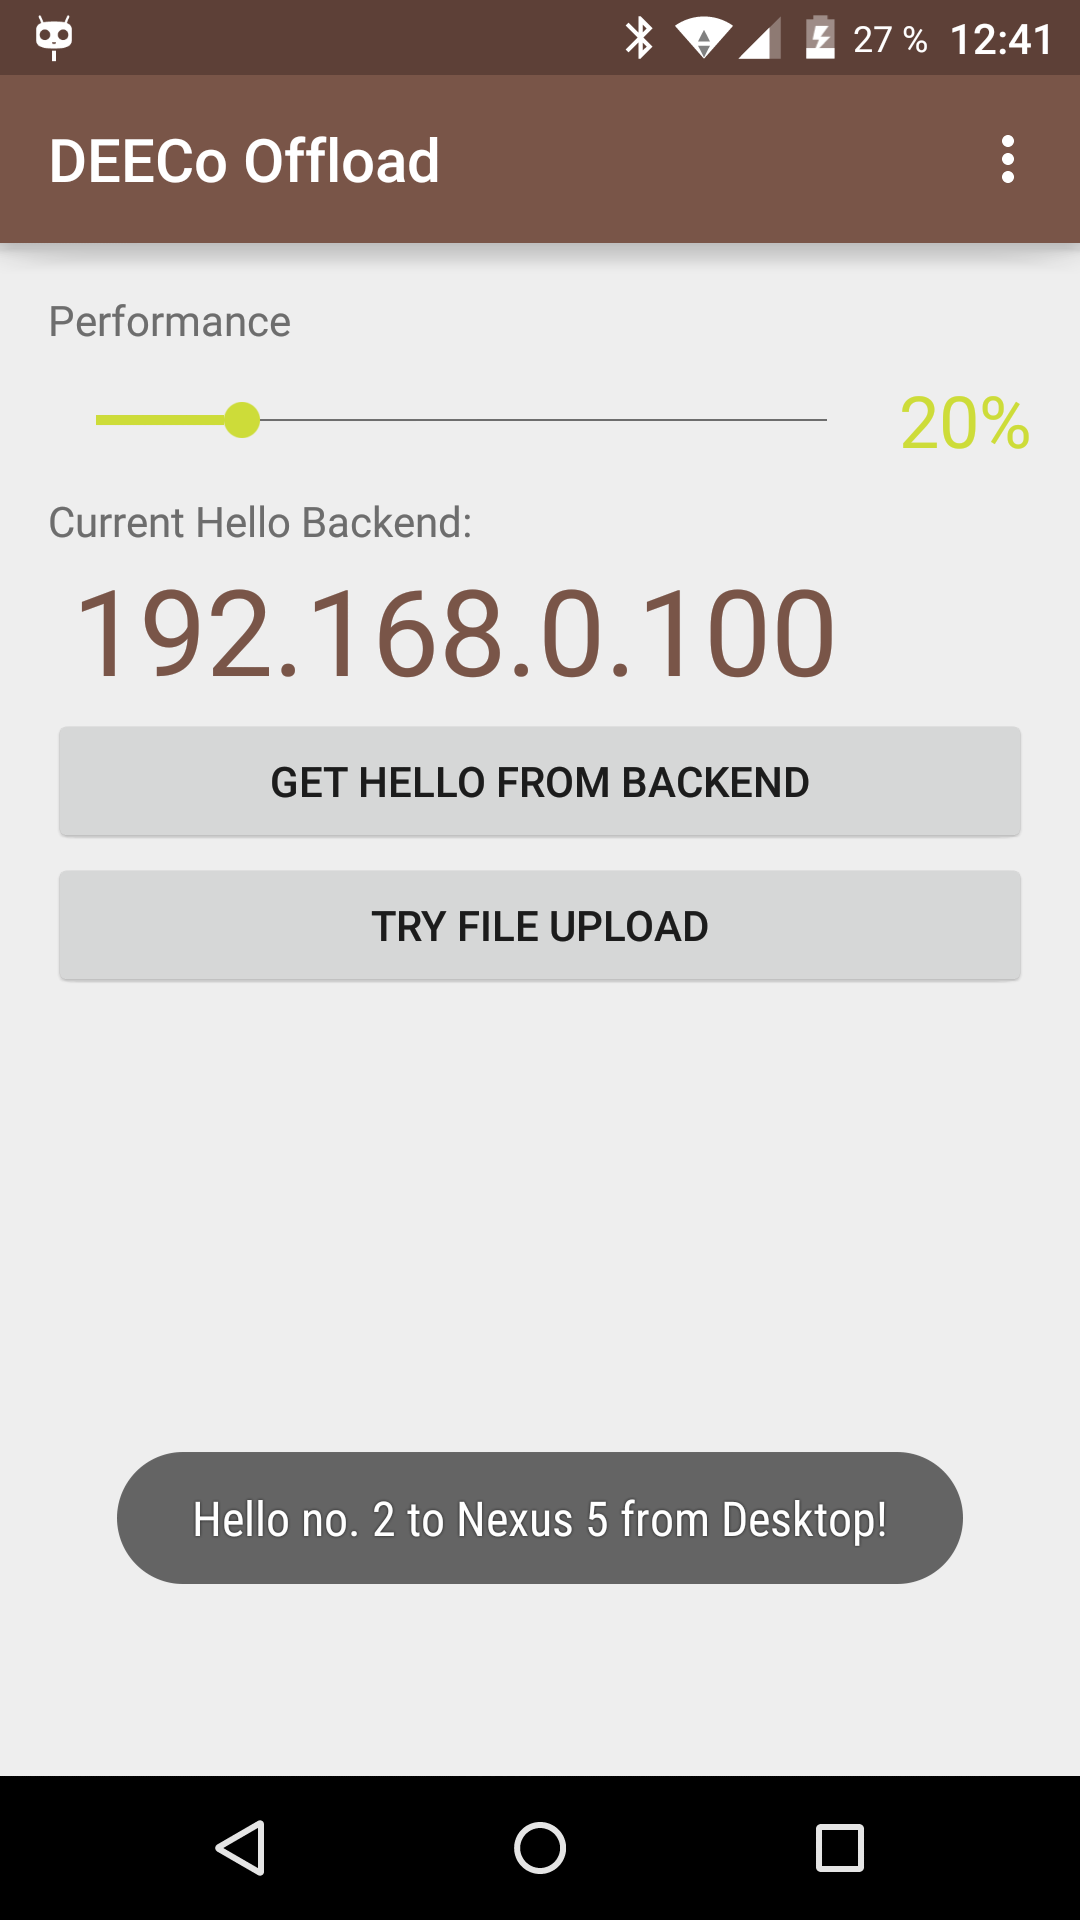 27 % 12:41
DEECo Offload
Performance
20%
Current Hello Backend:
192.168.0.100
GET HELLO FROM BACKEND
TRY FILE UPLOAD
Hello no. 2 to Nexus 5 from Desktop!